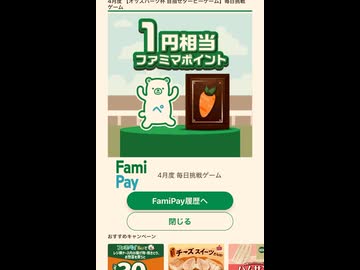 4月度 【オッズパーク杯 目指せダービーゲーム】毎日挑戦
ゲーム
1円相当
ファミマポイント
ペ
Fami
Pay
4月度 毎日挑戦ゲーム
FamiPay履歴へ
閉じる
おすすめキャンペーン
チーズスイーツ